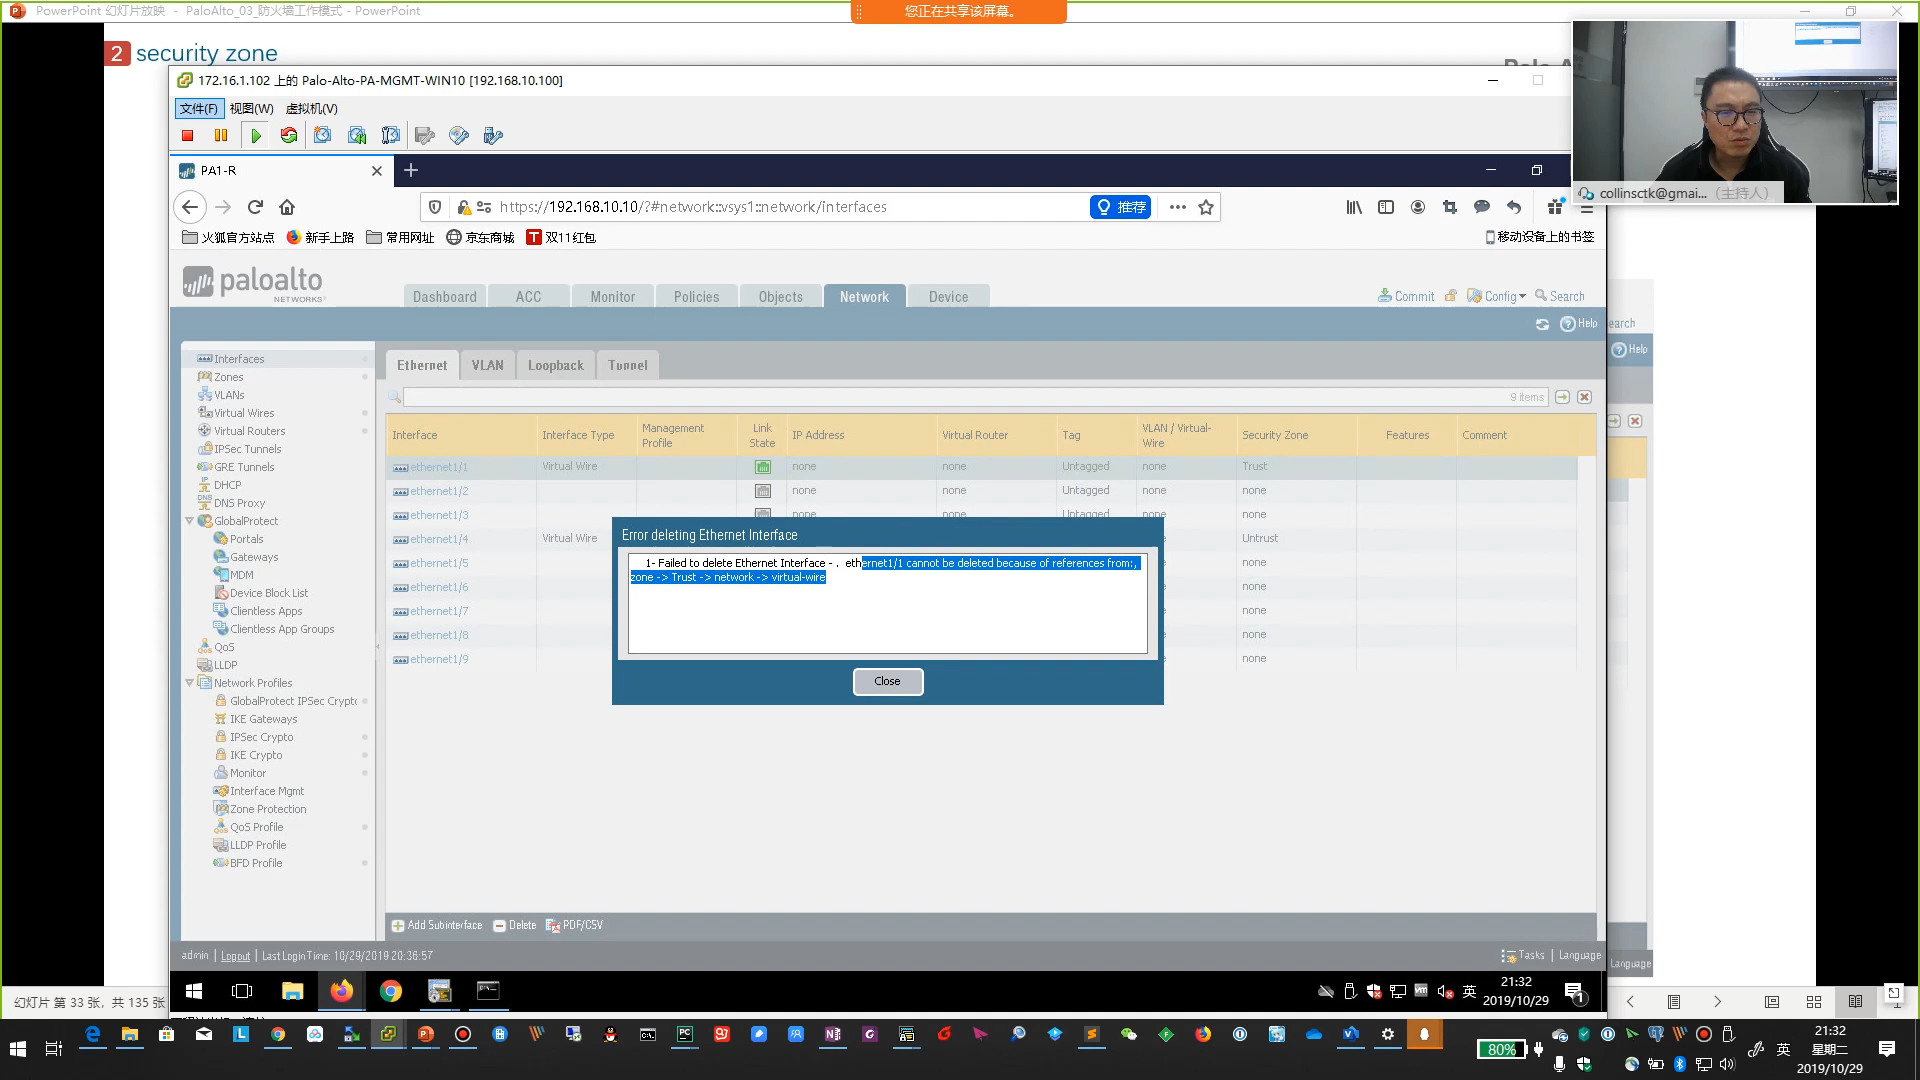 PowerPoint 幻灯片放映 - PaloAlto_03_防火墙工作模式 - PowerPoint
您正在共享该屏幕。
2 security zone
172.16.1.102 上的 Palo-Alto-PA-MGMT-WIN10 [192.168.10.100]
文件(F) 视图(W) 虚拟机(V)
collinsctk@gmai... (主持人)
PA1-R
https://192.168.10.10/?#network::vsys1::network/interfaces
推荐
火狐官方站点 新手上路 常用网址 京东商城 双11红包
移动设备上的书签
paloalto
NETWORKS
Dashboard ACC Monitor Policies Objects Network Device
Commit Config Search
Help
earch
Help
Interfaces
Zones
VLANs
Virtual Wires
Virtual Routers
IPSec Tunnels
GRE Tunnels
DHCP
DNS Proxy
GlobalProtect
Portals
Gateways
MDM
Device Block List
Clientless Apps
Clientless App Groups
QoS
LLDP
Network Profiles
GlobalProtect IPSec Crypto
IKE Gateways
IPSec Crypto
IKE Crypto
Monitor
Interface Mgmt
Zone Protection
QoS Profile
LLDP Profile
BFD Profile
Ethernet VLAN Loopback Tunnel
9 items
Interface Interface Type Management Profile Link State IP Address Virtual Router Tag VLAN / Virtual-Wire Security Zone Features Comment
ethernet1/1 Virtual Wire none none Untagged none Trust
ethernet1/2 none none Untagged none none
ethernet1/3 none none Untagged none none
ethernet1/4 Virtual Wire Untrust
ethernet1/5 none
ethernet1/6 none
ethernet1/7 none
ethernet1/8 none
ethernet1/9 none
Error deleting Ethernet Interface
1- Failed to delete Ethernet Interface - . ethernet1/1 cannot be deleted because of references from:,
zone -> Trust -> network -> virtual-wire
Close
Add Subinterface Delete PDF/CSV
admin | Logout | Last Login Time: 10/29/2019 20:36:57
Tasks | Language
Language
英
21:32
2019/10/29
1
幻灯片 第 33 张，共 135 张
80%
英
21:32
星期二
2019/10/29